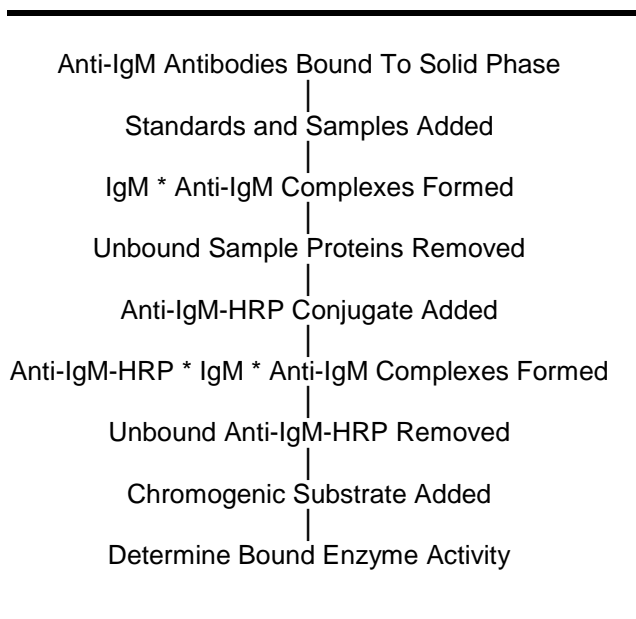 Anti-IgM Antibodies Bound To Solid Phase
Standards and Samples Added
IgM * Anti-IgM Complexes Formed
Unbound Sample Proteins Removed
Anti-IgM-HRP Conjugate Added
Anti-IgM-HRP * IgM * Anti-IgM Complexes Formed
Unbound Anti-IgM-HRP Removed
Chromogenic Substrate Added
Determine Bound Enzyme Activity